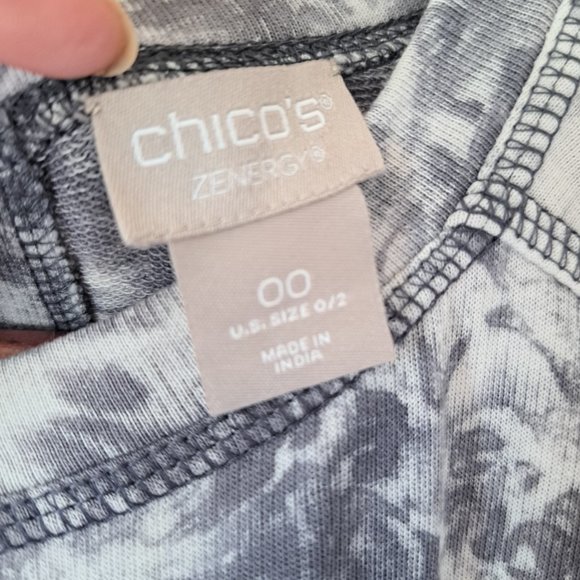 chico's®
ZENERGY®
00
U.S. SIZE 0/2
MADE IN
INDIA